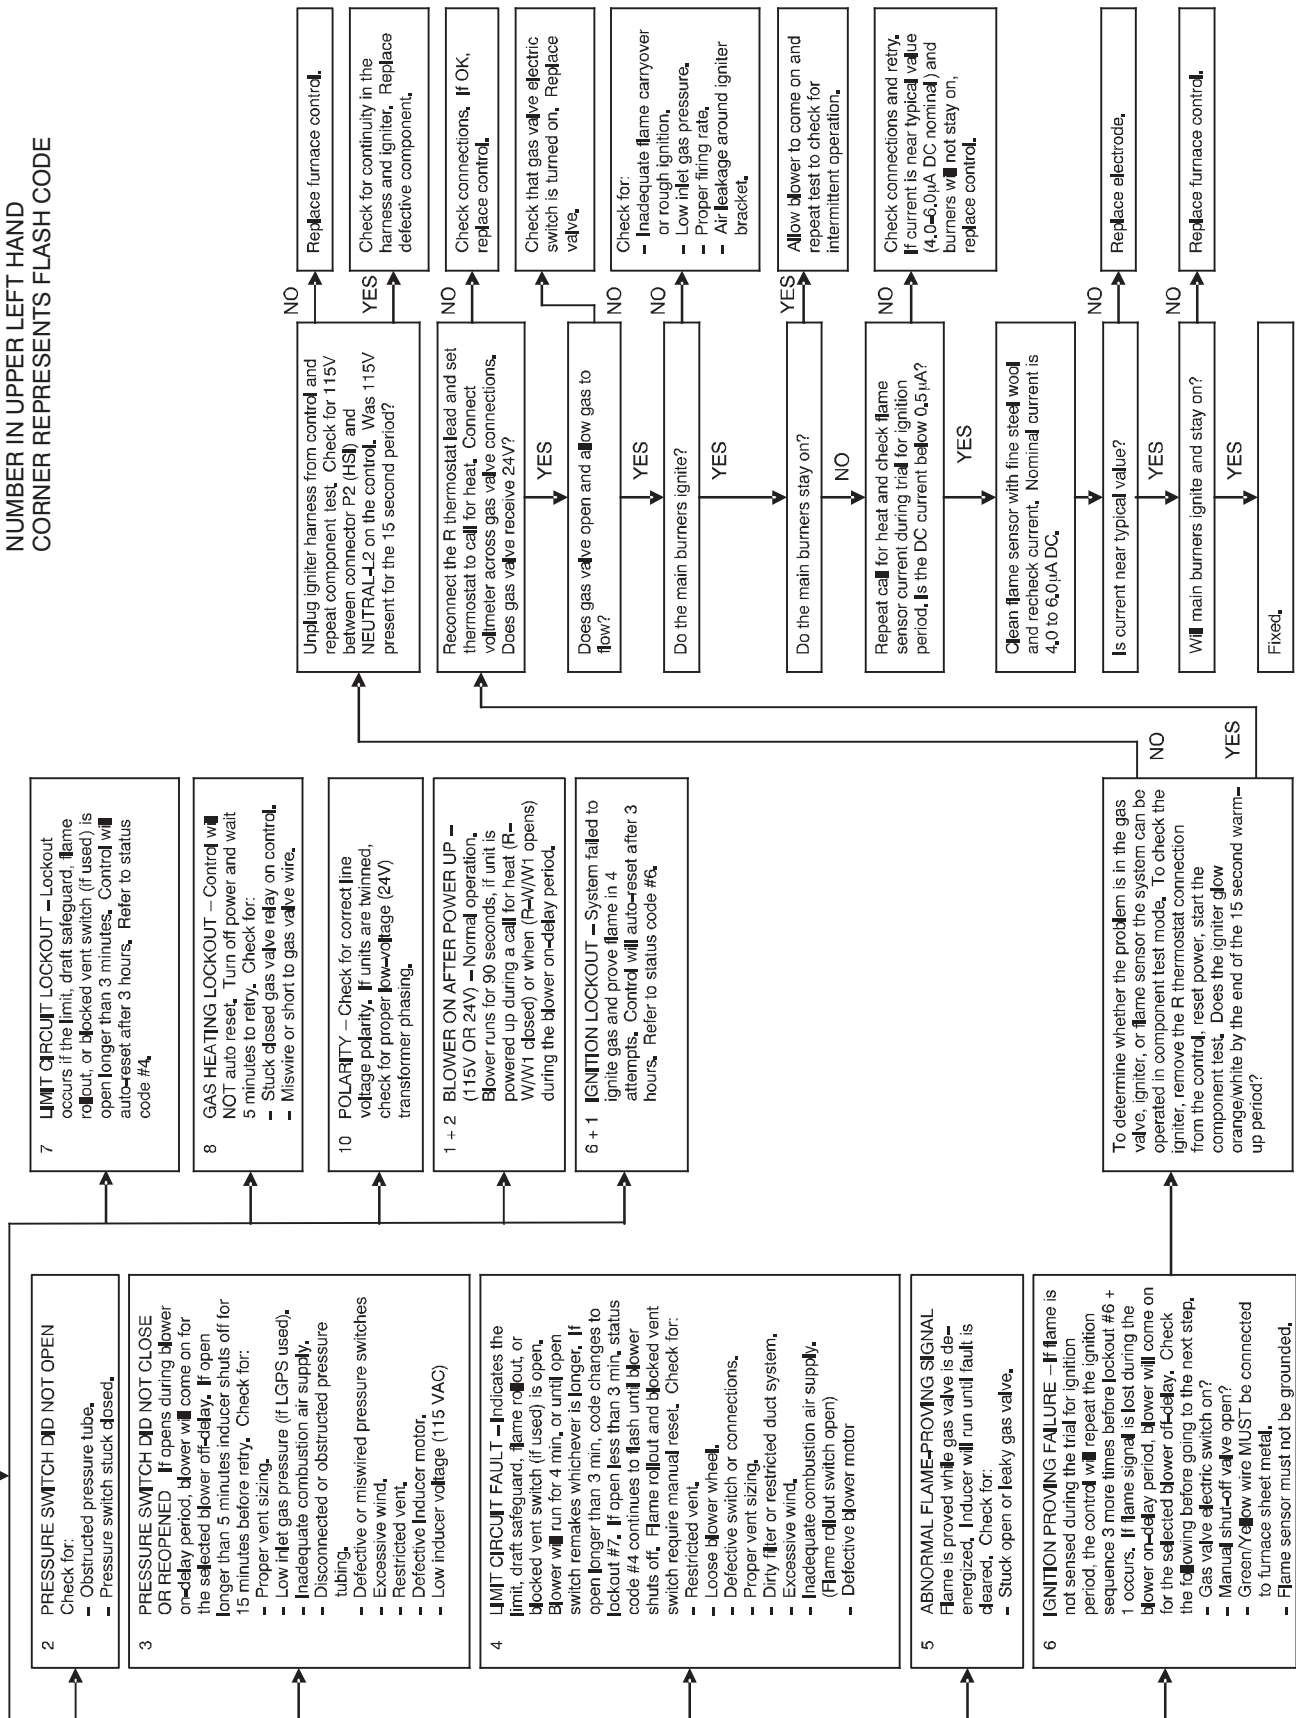 NUMBER IN UPPER LEFT HAND
CORNER REPRESENTS FLASH CODE
2 PRESSURE SWITCH DID NOT OPEN
Check for:
– Obstructed pressure tube.
– Pressure switch stuck closed.
3 PRESSURE SWITCH DID NOT CLOSE
OR REOPENED – If opens during blower
on–delay period, blower will come on for
the selected blower off–delay. If open
longer than 5 minutes inducer shuts off for
15 minutes before retry. Check for:
– Proper vent sizing.
– Low inlet gas pressure (if LGPS used).
– Inadequate combustion air supply.
– Disconnected or obstructed pressure
tubing.
– Defective or miswired pressure switches
– Excessive wind.
– Restricted vent.
– Defective Inducer motor.
– Low inducer voltage (115 VAC)
4 LIMIT CIRCUIT FAULT – Indicates the
limit, draft safeguard, flame rollout, or
blocked vent switch (if used) is open.
Blower will run for 4 min. or until open
switch remakes whichever is longer. If
open longer than 3 min, code changes to
lockout #7. If open less than 3 min. status
code #4 continues to flash until blower
shuts off. Flame rollout and blocked vent
switch require manual reset. Check for:
– Restricted vent.
– Loose blower wheel.
– Defective switch or connections.
– Proper vent sizing.
– Dirty filter or restricted duct system.
– Excessive wind.
– Inadequate combustion air supply.
(Flame rollout switch open)
– Defective blower motor
5 ABNORMAL FLAME–PROVING SIGNAL
Flame is proved while gas valve is de–
energized. Inducer will run until fault is
cleared. Check for:
– Stuck open or leaky gas valve.
6 IGNITION PROVING FAILURE – If flame is
not sensed during the trial for ignition
period, the control will repeat the ignition
sequence 3 more times before lockout #6 +
1 occurs. If flame signal is lost during the
blower on–delay period, blower will come on
for the selected blower off–delay. Check
the following before going to the next step.
– Gas valve electric switch on?
– Manual shut–off valve open?
– Green/Yellow wire MUST be connected
to furnace sheet metal.
– Flame sensor must not be grounded.
7 LIMIT CIRCUIT LOCKOUT – Lockout
occurs if the limit, draft safeguard, flame
rollout, or blocked vent switch (if used) is
open longer than 3 minutes. Control will
auto–reset after 3 hours. Refer to status
code #4.
8 GAS HEATING LOCKOUT – Control will
NOT auto reset. Turn off power and wait
5 minutes to retry. Check for:
– Stuck closed gas valve relay on control.
– Miswire or short to gas valve wire.
10 POLARITY – Check for correct line
voltage polarity. If units are twinned,
check for proper low–voltage (24V)
transformer phasing.
1 + 2 BLOWER ON AFTER POWER UP –
(115V OR 24V) – Normal operation.
Blower runs for 90 seconds, if unit is
powered up during a call for heat (R–
W/W1 closed) or when (R–W/W1 opens)
during the blower on–delay period.
6 + 1 IGNITION LOCKOUT – System failed to
ignite gas and prove flame in 4
attempts. Control will auto–reset after 3
hours. Refer to status code #6.
To determine whether the problem is in the gas
valve, igniter, or flame sensor the system can be
operated in component test mode. To check the
igniter, remove the R thermostat connection
from the control, reset power, start the
component test. Does the igniter glow
orange/white by the end of the 15 second warm–
up period?
NO
YES
Unplug igniter harness from control and
repeat component test. Check for 115V
between connector P2 (HSI) and
NEUTRAL–L2 on the control. Was 115V
present for the 15 second period?
NO
Replace furnace control.
YES
Check for continuity in the
harness and igniter. Replace
defective component.
Reconnect the R thermostat lead and set
thermostat to call for heat. Connect
voltmeter across gas valve connections.
Does gas valve receive 24V?
NO
Check connections. If OK,
replace control.
YES
Does gas valve open and allow gas to
flow?
NO
Check that gas valve electric
switch is turned on. Replace
valve.
YES
Do the main burners ignite?
NO
Check for:
– Inadequate flame carryover
or rough ignition.
– Low inlet gas pressure.
– Proper firing rate.
– Air leakage around igniter
bracket.
YES
Do the main burners stay on?
YES
Allow blower to come on and
repeat test to check for
intermittent operation.
NO
Repeat call for heat and check flame
sensor current during trial for ignition
period. Is the DC current below 0.5µA?
NO
Check connections and retry.
If current is near typical value
(4.0–6.0µA DC nominal) and
burners will not stay on,
replace control.
YES
Clean flame sensor with fine steel wool
and recheck current. Nominal current is
4.0 to 6.0µA DC.
Is current near typical value?
NO
Replace electrode.
YES
Will main burners ignite and stay on?
NO
Replace furnace control.
YES
Fixed.